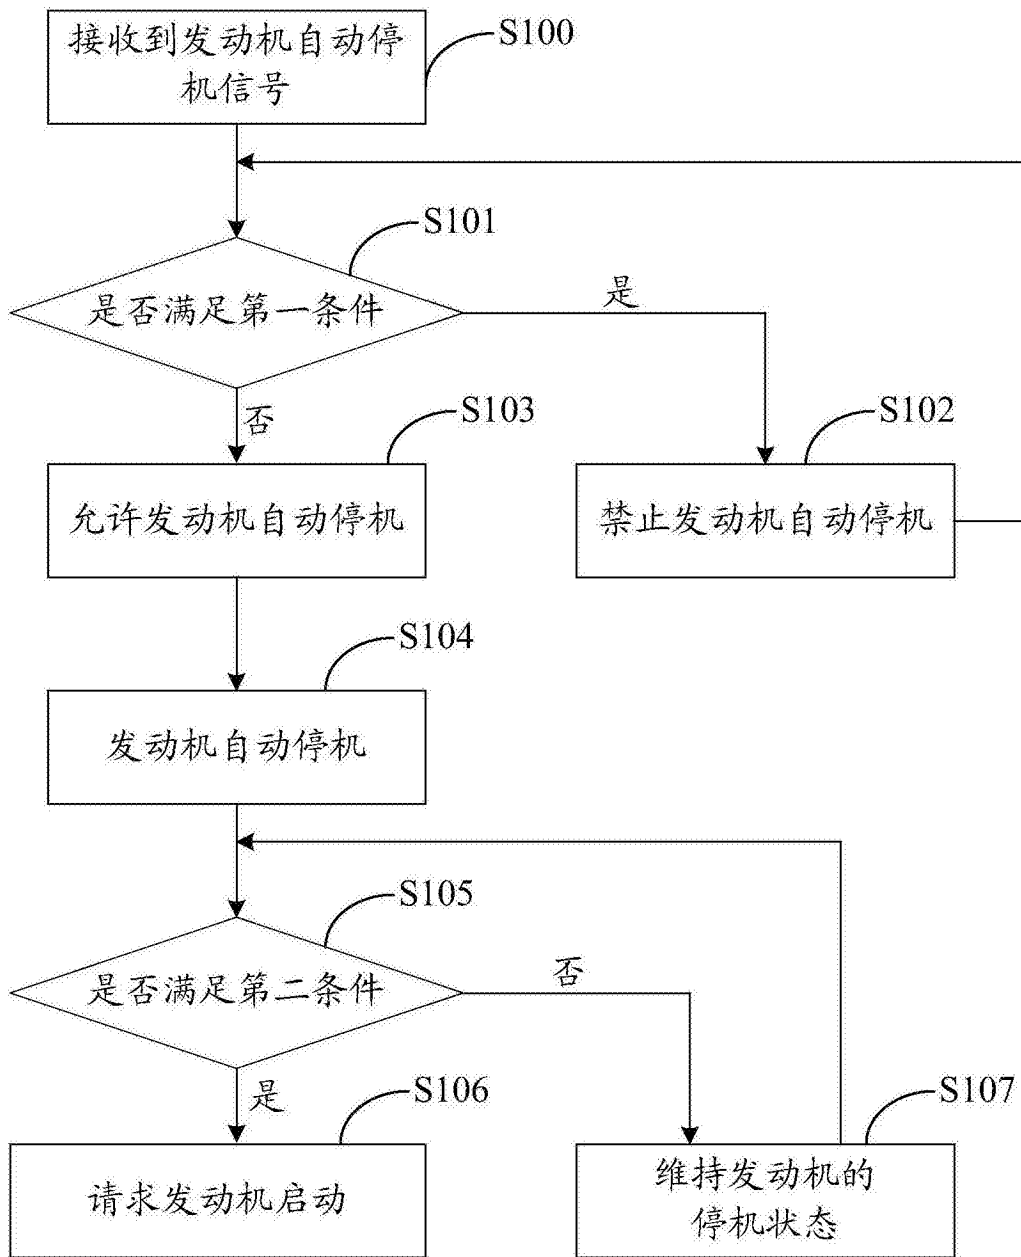 接收到发动机自动停
机信号
S100
S101
是否满足第一条件
是
否
S103
S102
允许发动机自动停机
禁止发动机自动停机
S104
发动机自动停机
S105
是否满足第二条件
否
是
S106
S107
请求发动机启动
维持发动机的
停机状态